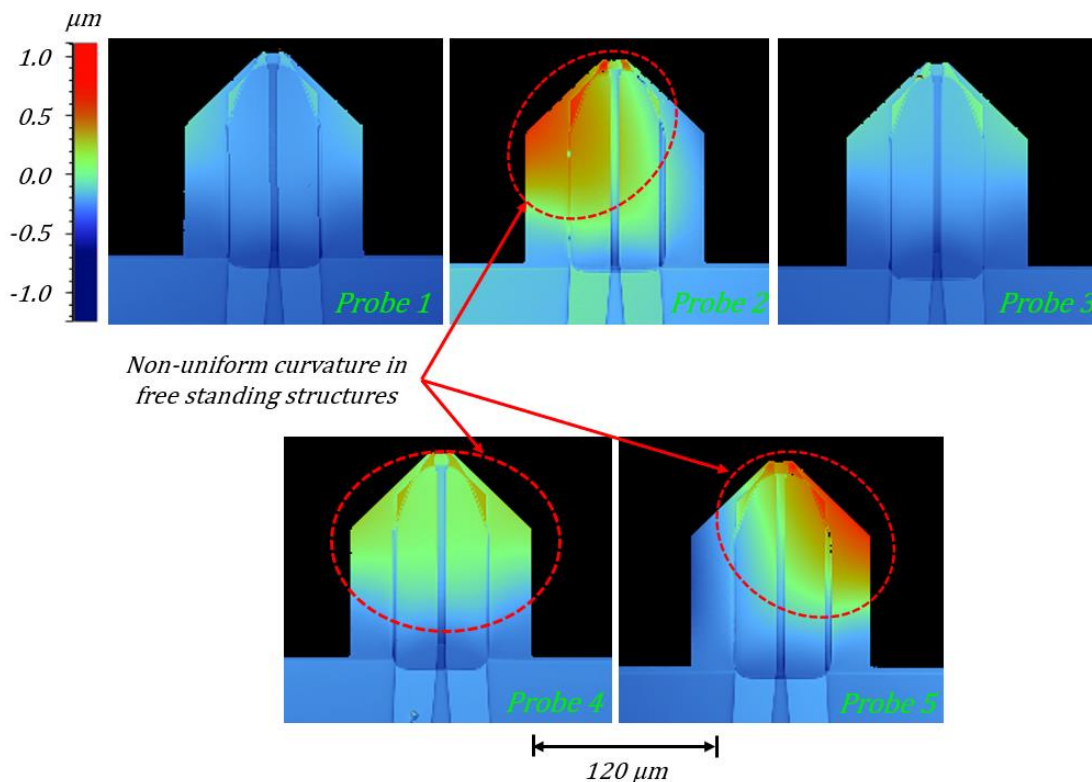 μm
1.0
0.5
0.0
-0.5
-1.0
Probe 1
Probe 2
Probe 3
Non-uniform curvature in
free standing structures
Probe 4
Probe 5
120 μm